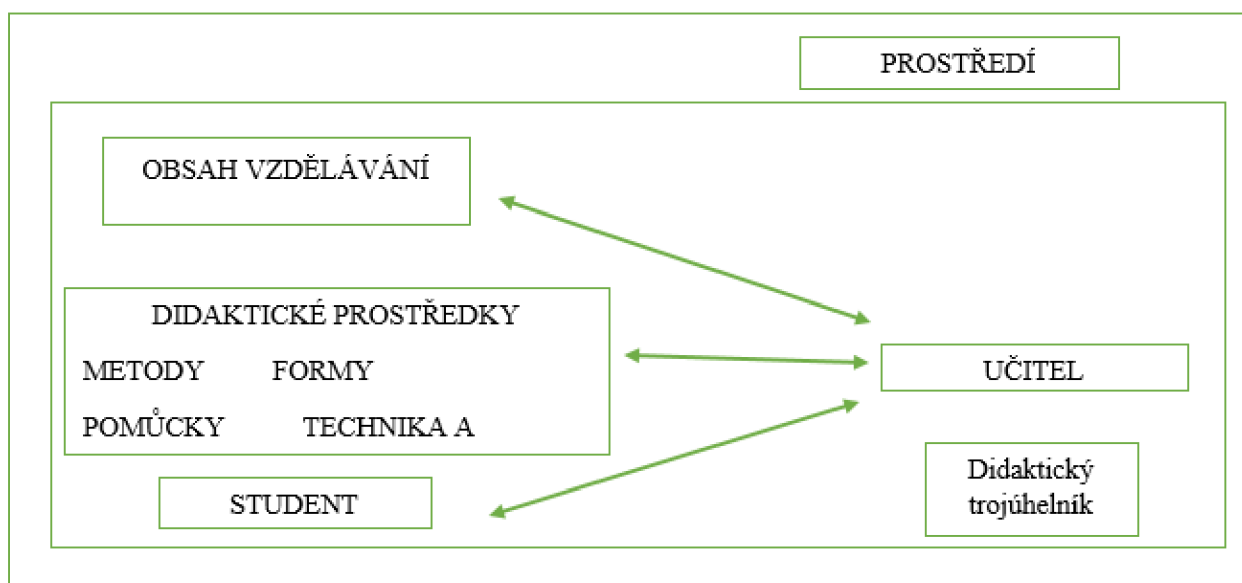 PROSTŘEDÍ
OBSAH VZDĚLÁVÁNÍ
DIDAKTICKÉ PROSTŘEDKY
METODY FORMY
POMŮCKY TECHNIKA A
UČITEL
STUDENT
Didaktický
trojúhelník